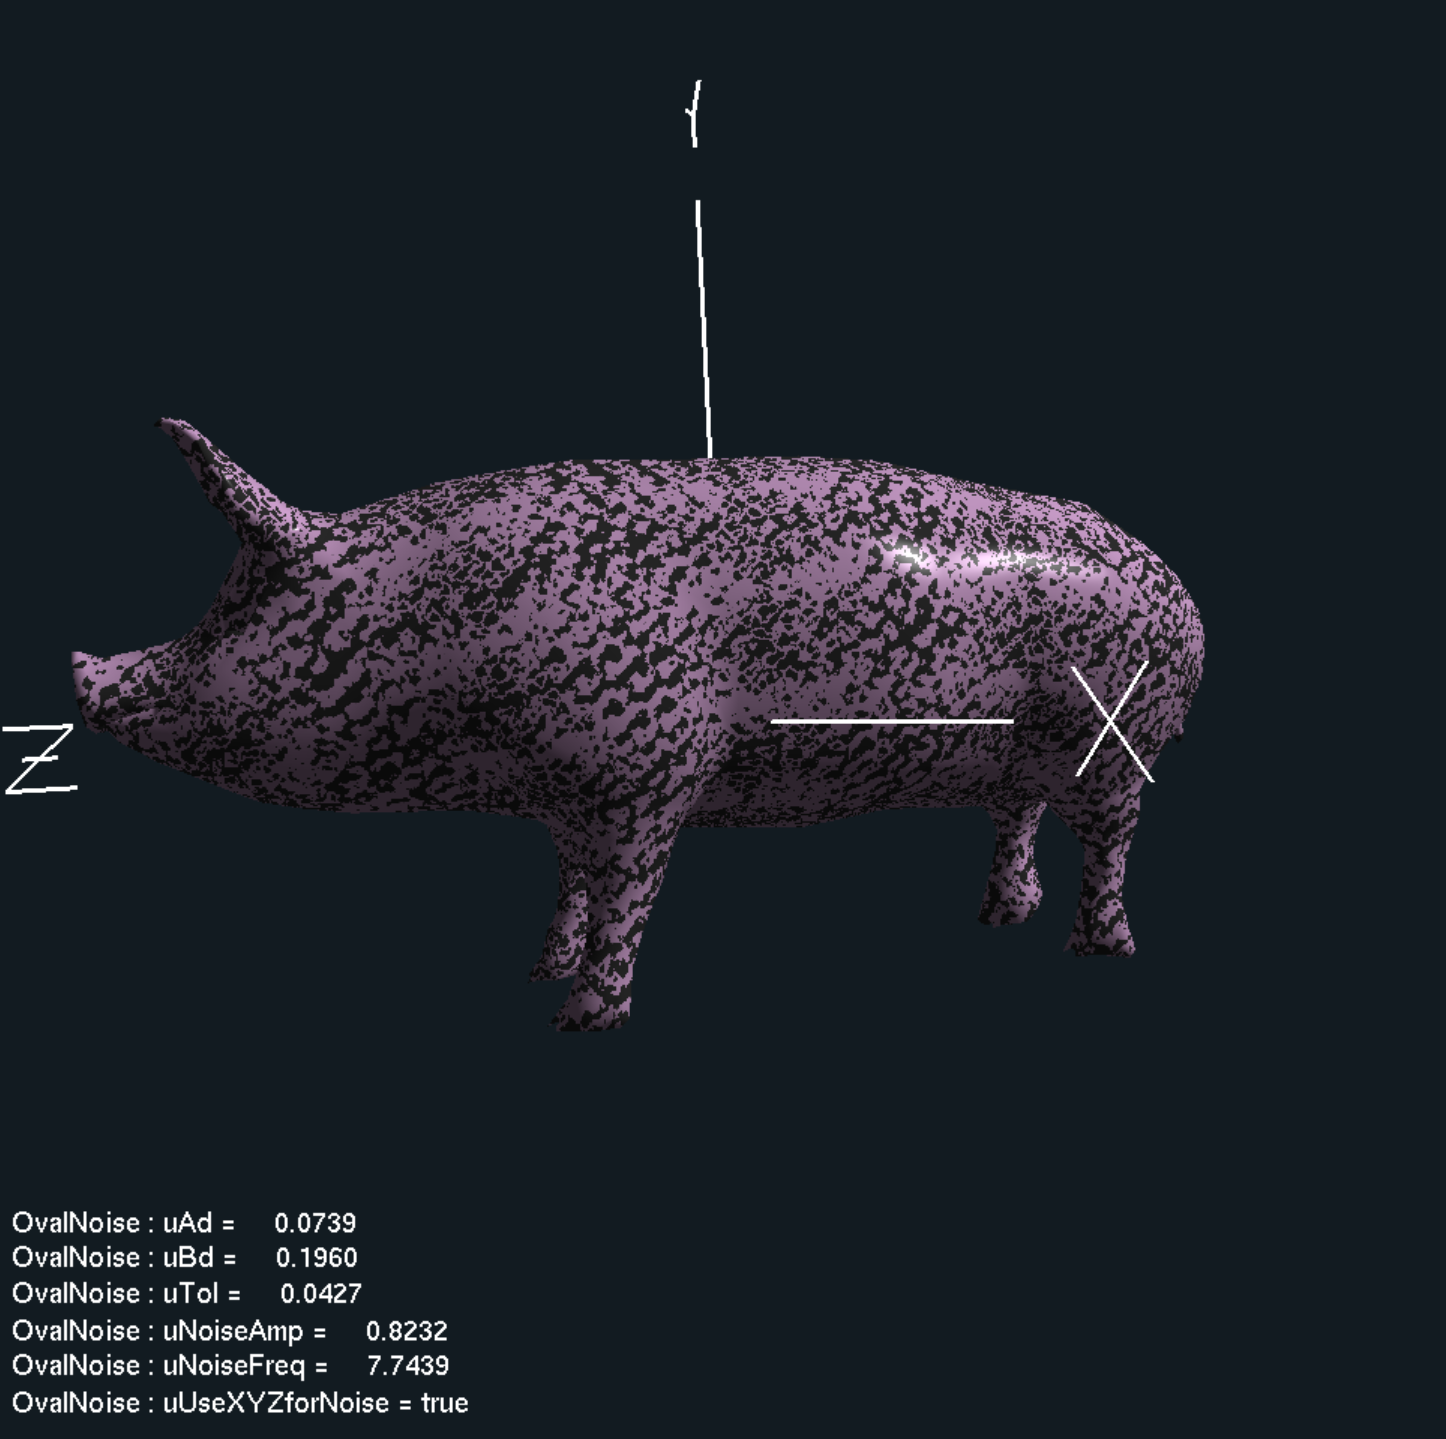 Y
Z
X
OvalNoise : uAd = 0.0739
OvalNoise : uBd = 0.1960
OvalNoise : uTol = 0.0427
OvalNoise : uNoiseAmp = 0.8232
OvalNoise : uNoiseFreq = 7.7439
OvalNoise : uUseXYZforNoise = true